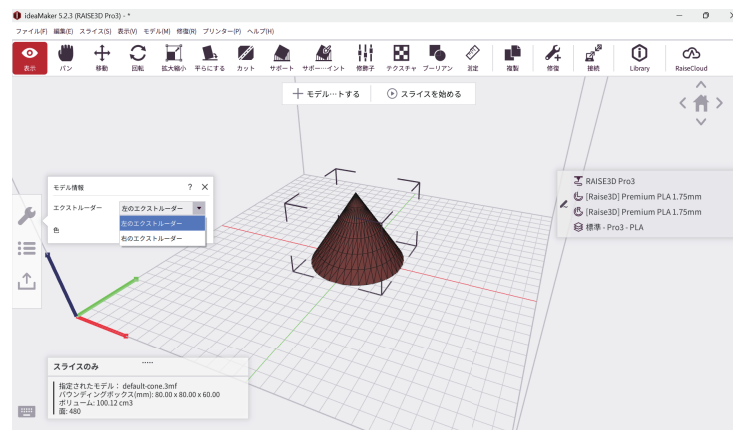 ideaMaker 5.2.3 (RAISE3D Pro3) - *
ファイル(F) 編集(E) スライス(S) 表示(V) モデル(M) 修復(R) プリンター(P) ヘルプ(H)
表示 パン 移動 回転 拡大縮小 平らにする カット サポート サポー…イント 修飾子 テクスチャ ブーリアン 測定 複製 修復 接続 Library RaiseCloud
モデル…トする スライスを始める
モデル情報 ? X
エクストルーダー 左のエクストルーダー
左のエクストルーダー
色
右のエクストルーダー
RAISE3D Pro3
[Raise3D] Premium PLA 1.75mm
[Raise3D] Premium PLA 1.75mm
標準 - Pro3 - PLA
スライスのみ
指定されたモデル： default-cone.3mf
バウンディングボックス(mm): 80.00 x 80.00 x 60.00
ボリューム: 100.12 cm3
面: 480